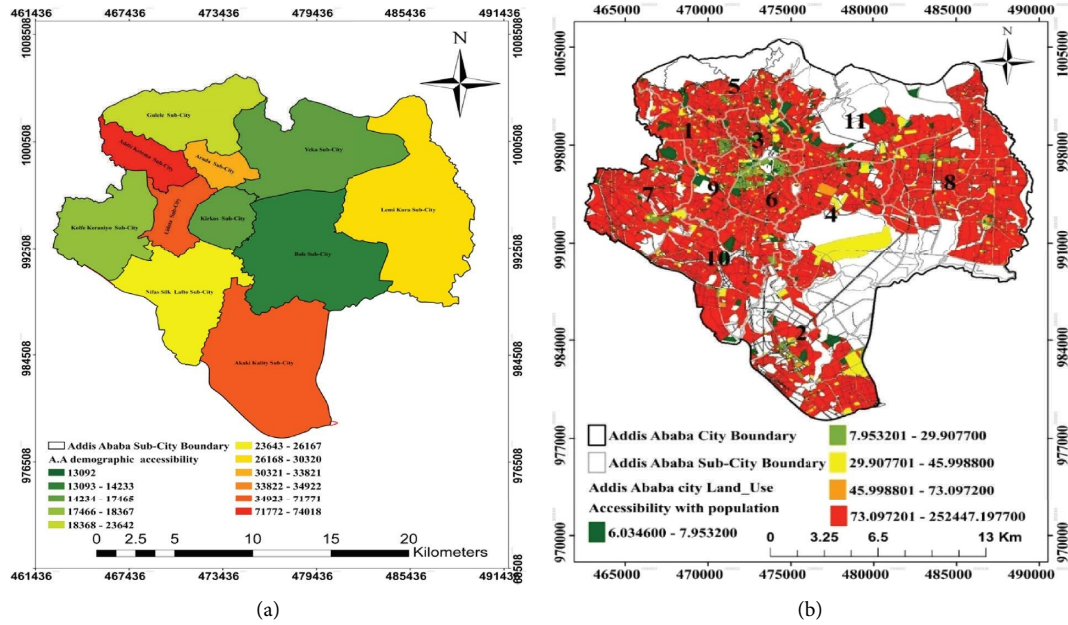 461436 467436 473436 479436 485436 491436
1008508
1000508
992508
984508
976508
Gulele Sub-City
Addis Ketema Sub-City
Arada Sub-City
Yeka Sub-City
Lemi Kura Sub-City
Kolfe Keraniyo Sub-City
Lideta Sub-City
Kirkos Sub-City
Bole Sub-City
Nifas Silk Lafto Sub-City
Akaki Kality Sub-City
Addis Ababa Sub-City Boundary
A.A demographic accessibility
13092
13093 - 14233
14234 - 17465
17466 - 18367
18368 - 23642
23643 - 26167
26168 - 30320
30321 - 33821
33822 - 34922
34923 - 71771
71772 - 74018
0 2.5 5 10 15 20
Kilometers
1008508
1000508
992508
984508
976508
968508
461436 467436 473436 479436 485436 491436
(a)
465000 470000 475000 480000 485000 490000
1005000
998000
991000
984000
977000
970000
5
11
1
3
7
9
6
8
4
10
2
Addis Ababa City Boundary
Addis Ababa Sub-City Boundary
Addis Ababa city Land_Use
Accessibility with population
6.034600 - 7.953200
7.953201 - 29.907700
29.907701 - 45.998800
45.998801 - 73.097200
73.097201 - 252447.197700
0 3.25 6.5 13 Km
1005000
998000
991000
984000
977000
970000
465000 470000 475000 480000 485000 490000
(b)